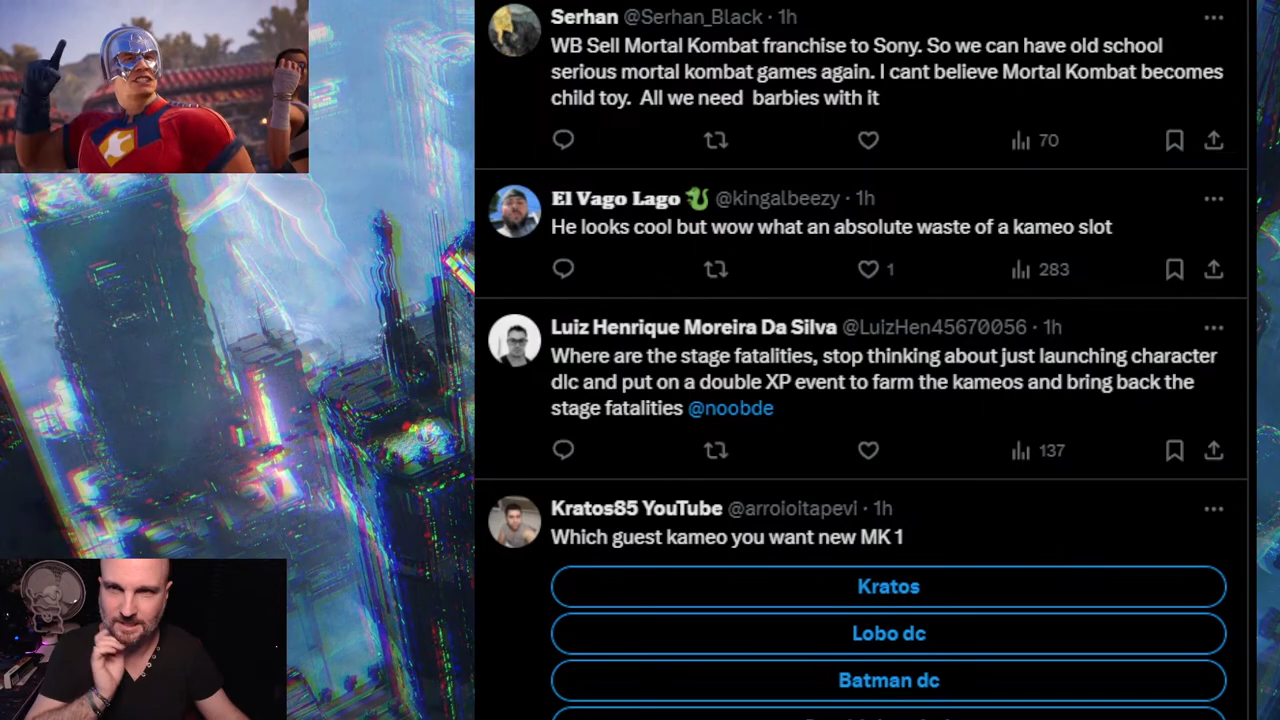 Serhan @Serhan_Black · 1h
WB Sell Mortal Kombat franchise to Sony. So we can have old school
serious mortal kombat games again. I cant believe Mortal Kombat becomes
child toy.  All we need  barbies with it
70
El Vago Lago 🐉 @kingalbeezy · 1h
He looks cool but wow what an absolute waste of a kameo slot
1 283
Luiz Henrique Moreira Da Silva @LuizHen45670056 · 1h
Where are the stage fatalities, stop thinking about just launching character
dlc and put on a double XP event to farm the kameos and bring back the
stage fatalities @noobde
137
Kratos85 YouTube @arroioitapevi · 1h
Which guest kameo you want new MK 1
Kratos
Lobo dc
Batman dc